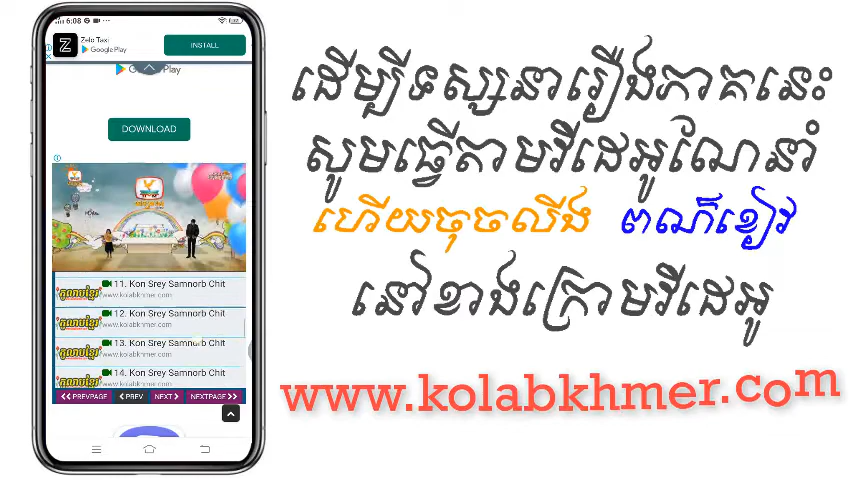 6:08
Zelo Taxi
Google Play
INSTALL
DOWNLOAD
11. Kon Srey Samnorb Chit
www.kolabkhmer.com
12. Kon Srey Samnorb Chit
www.kolabkhmer.com
13. Kon Srey Samnorb Chit
www.kolabkhmer.com
14. Kon Srey Samnorb Chit
www.kolabkhmer.com
PREVPAGE
PREV
NEXT
NEXTPAGE
ដើម្បីទស្សនារឿងភាគនេះ
សូមធ្វើតាមវីដេអូណែនាំ
ហើយចុចលីង ពណ៌ខៀវ
នៅខាងក្រោមវីដេអូ
www.kolabkhmer.com